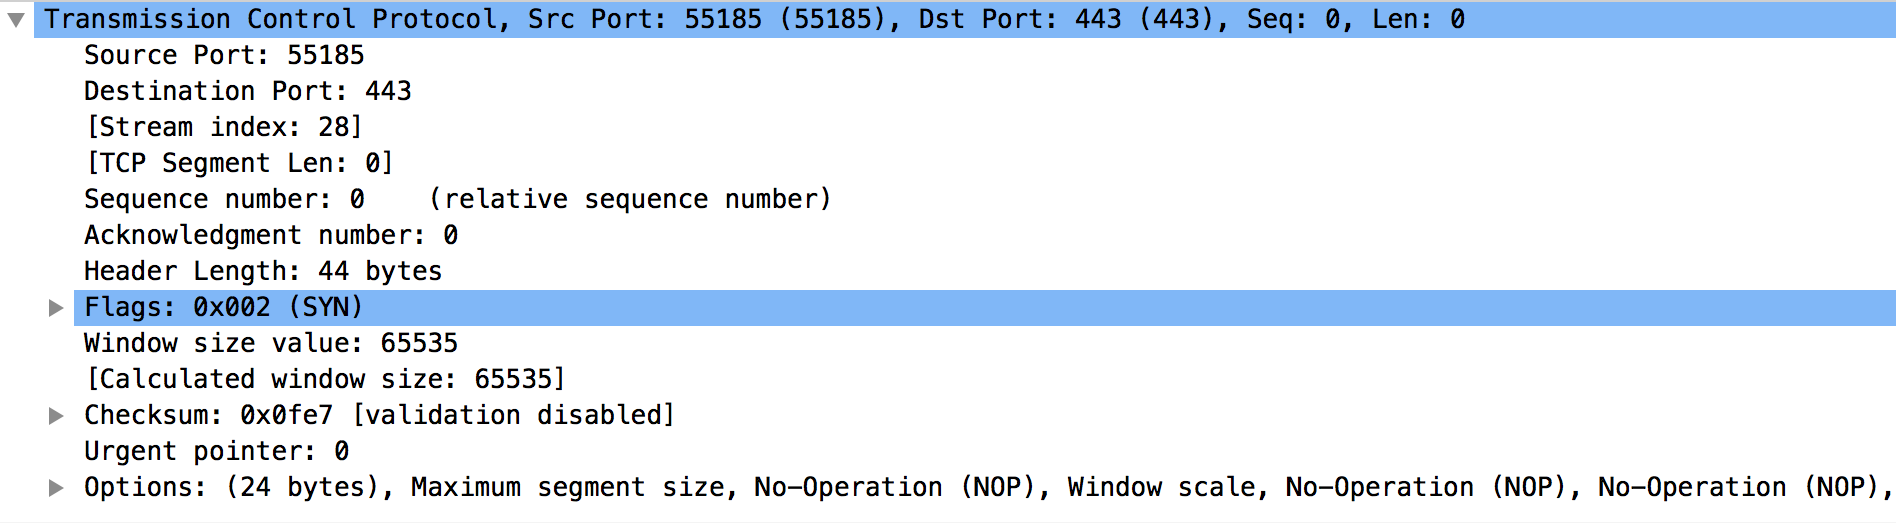 Transmission Control Protocol, Src Port: 55185 (55185), Dst Port: 443 (443), Seq: 0, Len: 0
Source Port: 55185
Destination Port: 443
[Stream index: 28]
[TCP Segment Len: 0]
Sequence number: 0    (relative sequence number)
Acknowledgment number: 0
Header Length: 44 bytes
Flags: 0x002 (SYN)
Window size value: 65535
[Calculated window size: 65535]
Checksum: 0x0fe7 [validation disabled]
Urgent pointer: 0
Options: (24 bytes), Maximum segment size, No-Operation (NOP), Window scale, No-Operation (NOP), No-Operation (NOP),